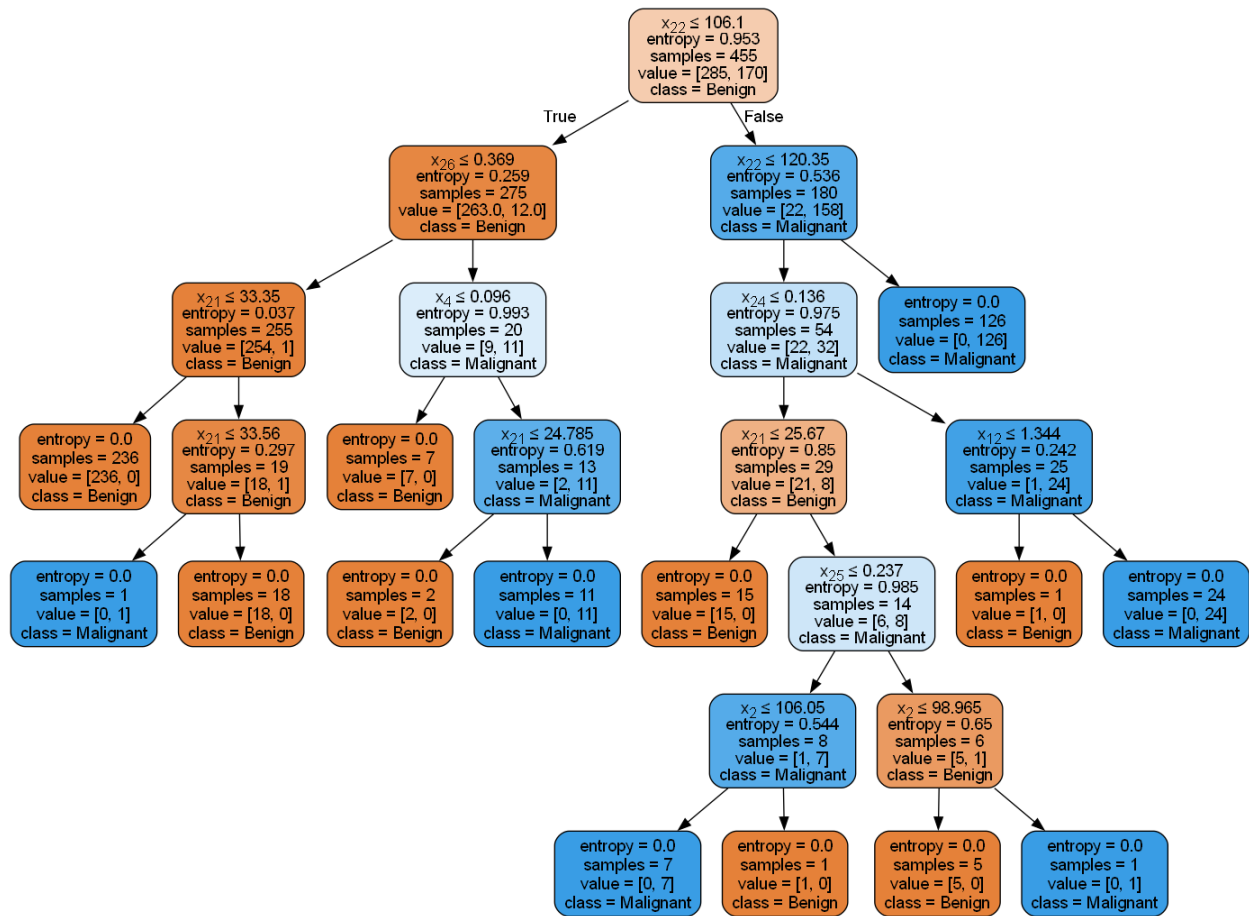 x22 ≤ 106.1
entropy = 0.953
samples = 455
value = [285, 170]
class = Benign
True
False
x26 ≤ 0.369
entropy = 0.259
samples = 275
value = [263.0, 12.0]
class = Benign
x22 ≤ 120.35
entropy = 0.536
samples = 180
value = [22, 158]
class = Malignant
x21 ≤ 33.35
entropy = 0.037
samples = 255
value = [254, 1]
class = Benign
x4 ≤ 0.096
entropy = 0.993
samples = 20
value = [9, 11]
class = Malignant
x24 ≤ 0.136
entropy = 0.975
samples = 54
value = [22, 32]
class = Malignant
entropy = 0.0
samples = 126
value = [0, 126]
class = Malignant
entropy = 0.0
samples = 236
value = [236, 0]
class = Benign
x21 ≤ 33.56
entropy = 0.297
samples = 19
value = [18, 1]
class = Benign
entropy = 0.0
samples = 7
value = [7, 0]
class = Benign
x21 ≤ 24.785
entropy = 0.619
samples = 13
value = [2, 11]
class = Malignant
x21 ≤ 25.67
entropy = 0.85
samples = 29
value = [21, 8]
class = Benign
x12 ≤ 1.344
entropy = 0.242
samples = 25
value = [1, 24]
class = Malignant
entropy = 0.0
samples = 1
value = [0, 1]
class = Malignant
entropy = 0.0
samples = 18
value = [18, 0]
class = Benign
entropy = 0.0
samples = 2
value = [2, 0]
class = Benign
entropy = 0.0
samples = 11
value = [0, 11]
class = Malignant
entropy = 0.0
samples = 15
value = [15, 0]
class = Benign
x25 ≤ 0.237
entropy = 0.985
samples = 14
value = [6, 8]
class = Malignant
entropy = 0.0
samples = 1
value = [1, 0]
class = Benign
entropy = 0.0
samples = 24
value = [0, 24]
class = Malignant
x2 ≤ 106.05
entropy = 0.544
samples = 8
value = [1, 7]
class = Malignant
x2 ≤ 98.965
entropy = 0.65
samples = 6
value = [5, 1]
class = Benign
entropy = 0.0
samples = 7
value = [0, 7]
class = Malignant
entropy = 0.0
samples = 1
value = [1, 0]
class = Benign
entropy = 0.0
samples = 5
value = [5, 0]
class = Benign
entropy = 0.0
samples = 1
value = [0, 1]
class = Malignant